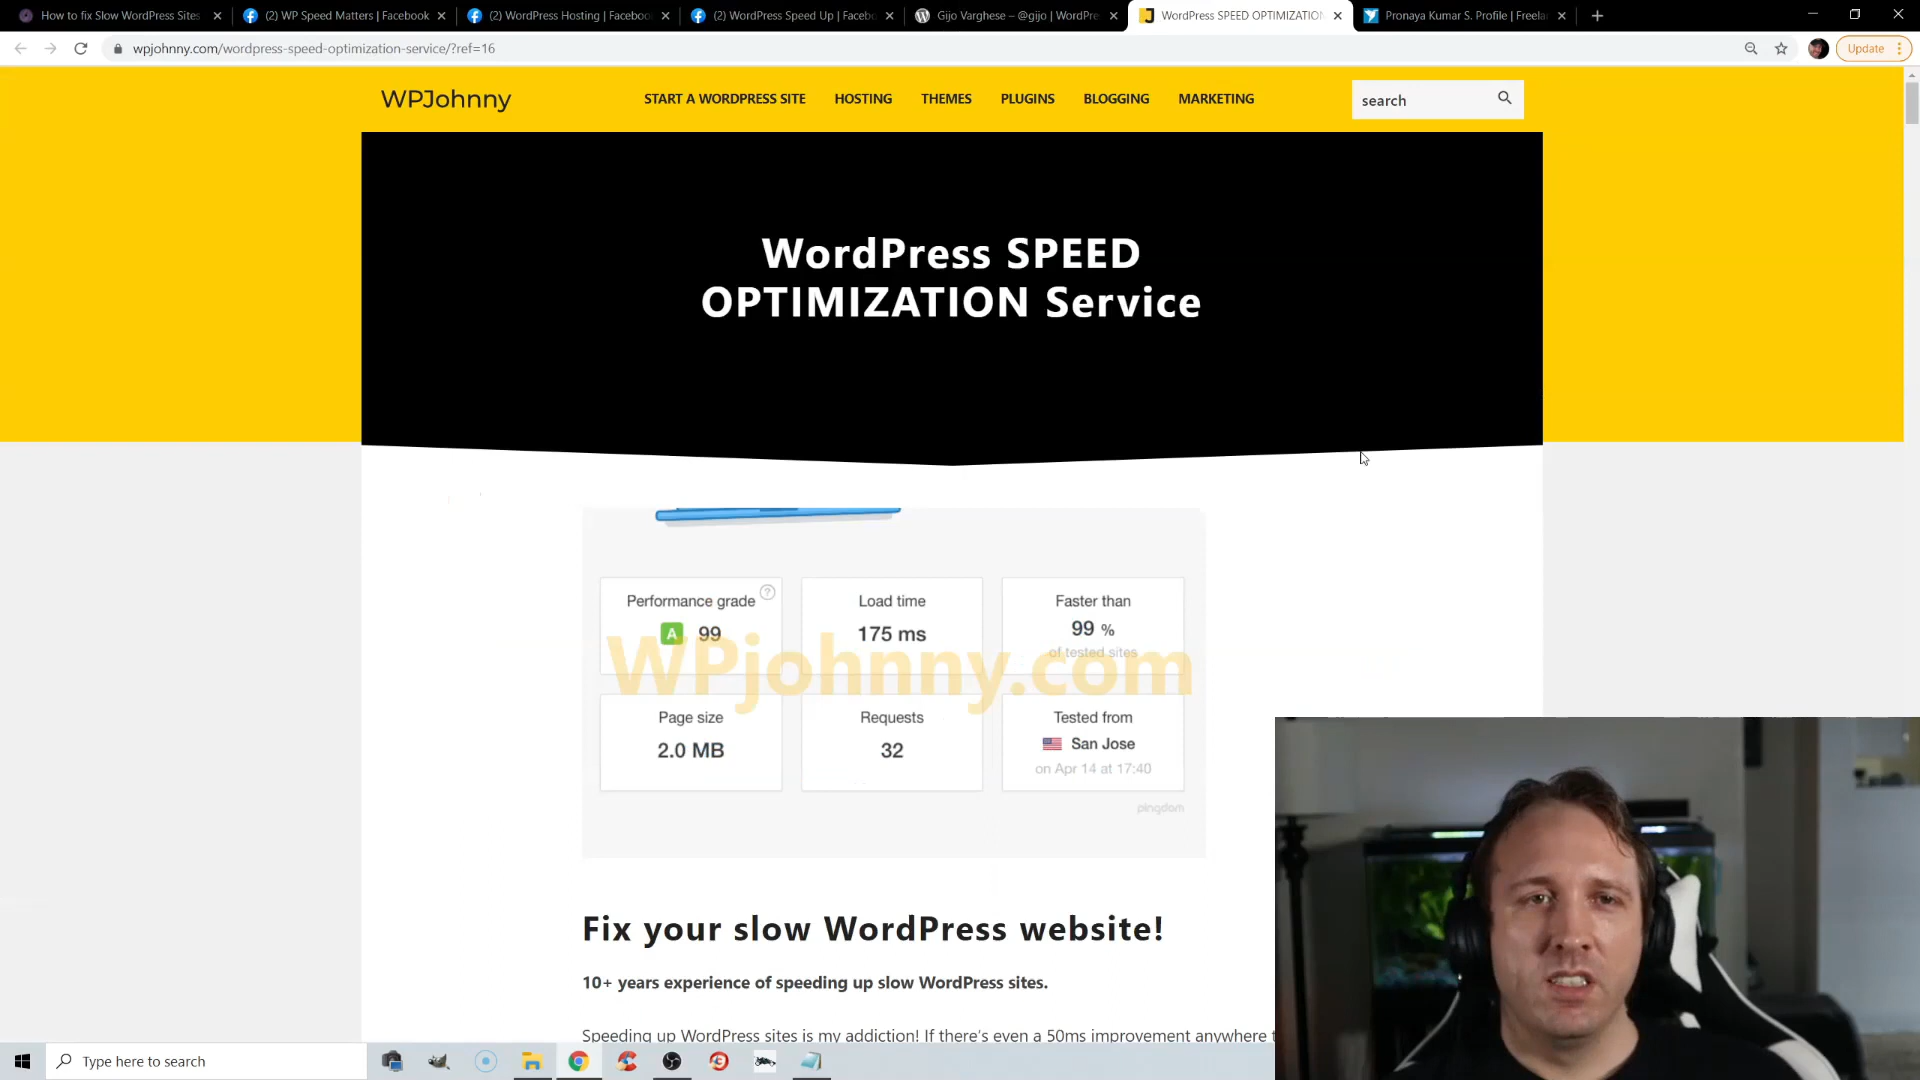 How to fix Slow WordPress Sites
(2) WP Speed Matters | Facebook
(2) WordPress Hosting | Faceboo
(2) WordPress Speed Up | Facebo
Gijo Varghese – @gijo | WordPre
WordPress SPEED OPTIMIZATION
Pronaya Kumar S. Profile | Freelan
wpjohnny.com/wordpress-speed-optimization-service/?ref=16
Update
WPJohnny
START A WORDPRESS SITE
HOSTING
THEMES
PLUGINS
BLOGGING
MARKETING
search
WordPress SPEED
OPTIMIZATION Service
Performance grade ?
A 99
Load time
175 ms
Faster than
99 %
of tested sites
WPjohnny.com
Page size
2.0 MB
Requests
32
Tested from
San Jose
on Apr 14 at 17:40
pingdom
Fix your slow WordPress website!
10+ years experience of speeding up slow WordPress sites.
Speeding up WordPress sites is my addiction! If there's even a 50ms improvement anywhere t
Type here to search